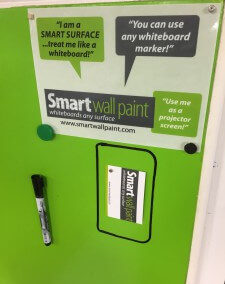 "I am a
SMART SURFACE
...treat me like a
whiteboard!"
"You can use
any whiteboard
marker!"
Smart wall paint
whiteboards any surface
www.smartwallpaint.com
"Use me
as a
projector
screen!"
Smart wall paint